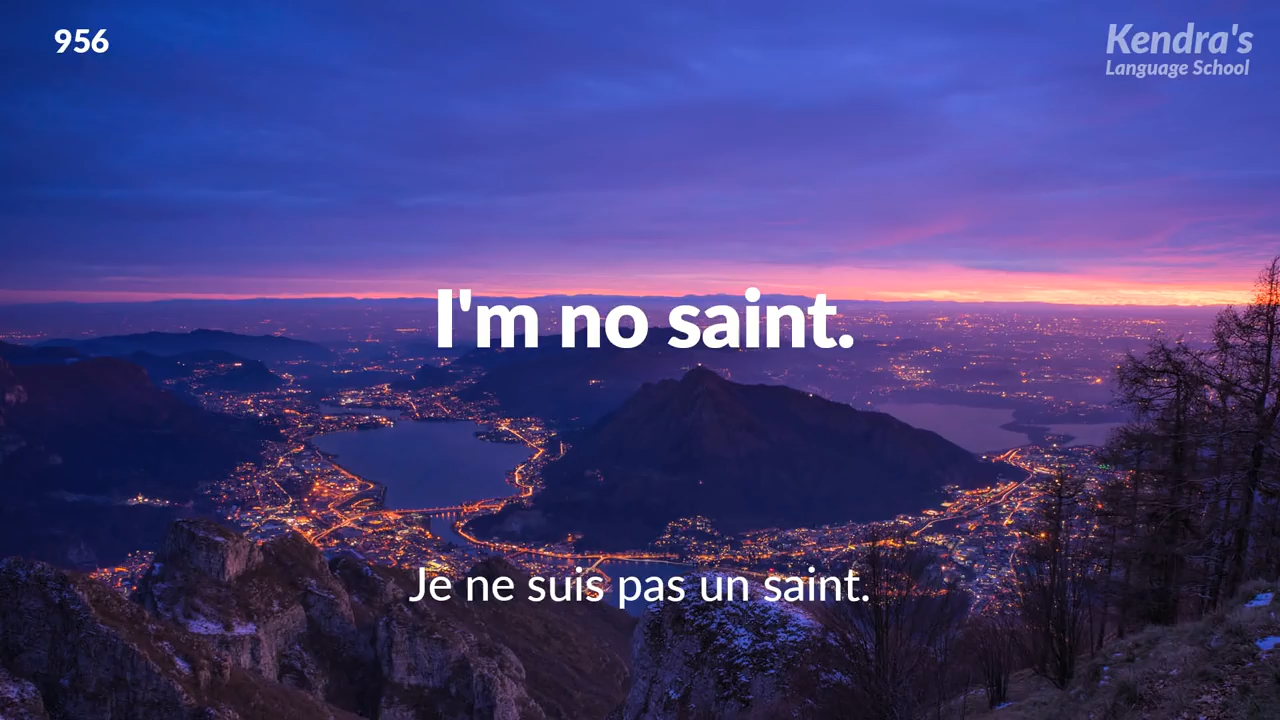 956
Kendra's
Language School
I'm no saint.
Je ne suis pas un saint.